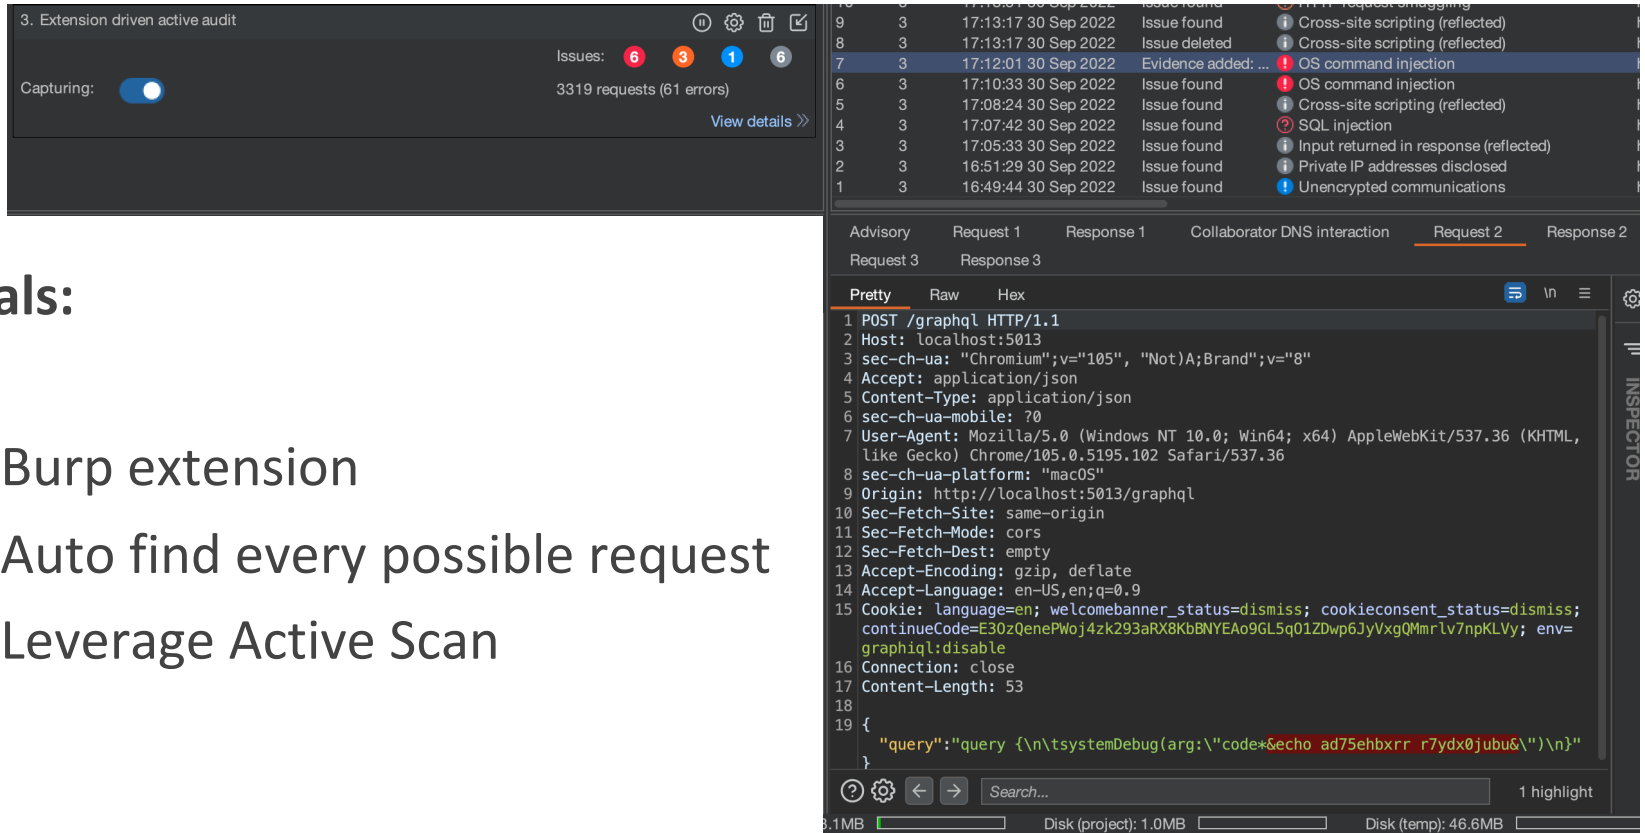 3. Extension driven active audit
Issues: 6 3 1 6
Capturing:
3319 requests (61 errors)
View details
9 3 17:13:17 30 Sep 2022 Issue found Cross-site scripting (reflected)
8 3 17:13:17 30 Sep 2022 Issue deleted Cross-site scripting (reflected)
7 3 17:12:01 30 Sep 2022 Evidence added: ... OS command injection
6 3 17:10:33 30 Sep 2022 Issue found OS command injection
5 3 17:08:24 30 Sep 2022 Issue found Cross-site scripting (reflected)
4 3 17:07:42 30 Sep 2022 Issue found SQL injection
3 3 17:05:33 30 Sep 2022 Issue found Input returned in response (reflected)
2 3 16:51:29 30 Sep 2022 Issue found Private IP addresses disclosed
1 3 16:49:44 30 Sep 2022 Issue found Unencrypted communications
als:
Burp extension
Auto find every possible request
Leverage Active Scan
Advisory Request 1 Response 1 Collaborator DNS interaction Request 2 Response 2
Request 3 Response 3
Pretty Raw Hex \n
1 POST /graphql HTTP/1.1
2 Host: localhost:5013
3 sec-ch-ua: "Chromium";v="105", "Not)A;Brand";v="8"
4 Accept: application/json
5 Content-Type: application/json
6 sec-ch-ua-mobile: ?0
7 User-Agent: Mozilla/5.0 (Windows NT 10.0; Win64; x64) AppleWebKit/537.36 (KHTML,
like Gecko) Chrome/105.0.5195.102 Safari/537.36
8 sec-ch-ua-platform: "macOS"
9 Origin: http://localhost:5013/graphql
10 Sec-Fetch-Site: same-origin
11 Sec-Fetch-Mode: cors
12 Sec-Fetch-Dest: empty
13 Accept-Encoding: gzip, deflate
14 Accept-Language: en-US,en;q=0.9
15 Cookie: language=en; welcomebanner_status=dismiss; cookieconsent_status=dismiss;
continueCode=E3OzQenePWoj4zk293aRX8KbBNYEAo9GL5qO1ZDwp6JyVxgQMmrlv7npKLVy; env=
graphiql:disable
16 Connection: close
17 Content-Length: 53
18
19 {
"query":"query {\n\tsystemDebug(arg:\"code*&echo ad75ehbxrr r7ydx0jubu&\")\n}"
}
INSPECTOR
Search...
1 highlight
.1MB Disk (project): 1.0MB Disk (temp): 46.6MB